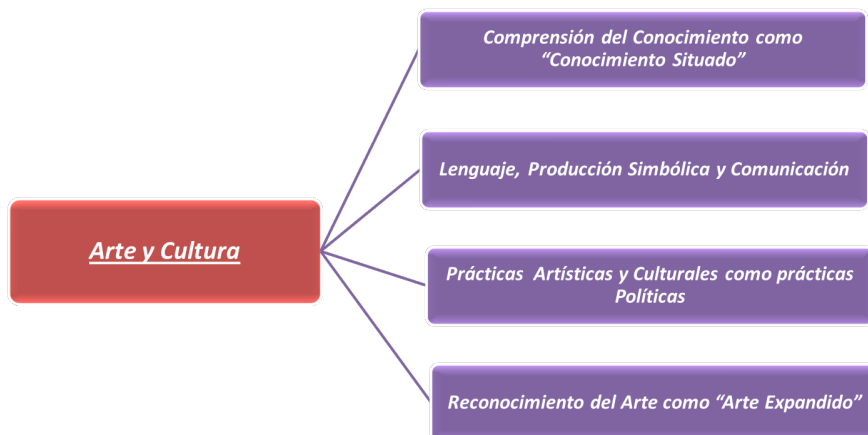 Comprensión del Conocimiento como
“Conocimiento Situado”
Lenguaje, Producción Simbólica y Comunicación
Arte y Cultura
Prácticas Artísticas y Culturales como prácticas
Políticas
Reconocimiento del Arte como “Arte Expandido”